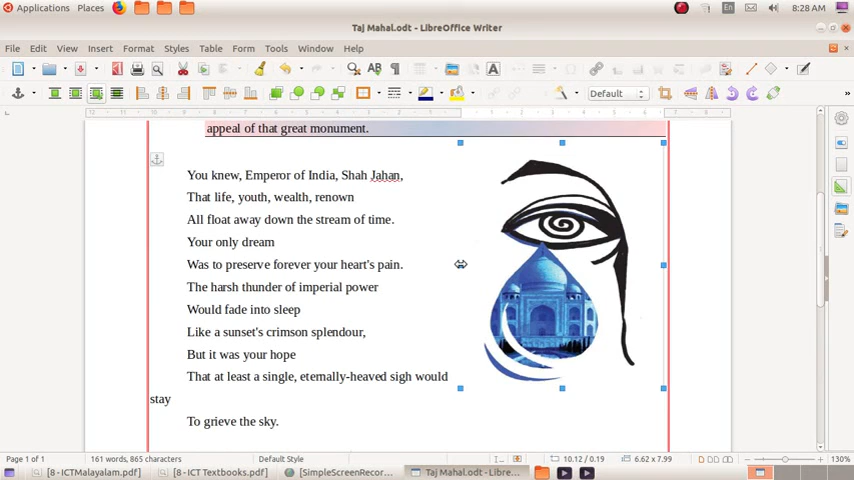 Applications Places En 8:28 AM
Taj Mahal.odt - LibreOffice Writer
File Edit View Insert Format Styles Table Form Tools Window Help
Default
appeal of that great monument.
You knew, Emperor of India, Shah Jahan,
That life, youth, wealth, renown
All float away down the stream of time.
Your only dream
Was to preserve forever your heart's pain.
The harsh thunder of imperial power
Would fade into sleep
Like a sunset's crimson splendour,
But it was your hope
That at least a single, eternally-heaved sigh would
stay
To grieve the sky.
Page 1 of 1 161 words, 865 characters Default Style 10.12 / 0.19 6.62 x 7.99 130%
[8 - ICTMalayalam.pdf] [8 - ICT Textbooks.pdf] [SimpleScreenRecor... Taj Mahal.odt - LibreOffice Wr...